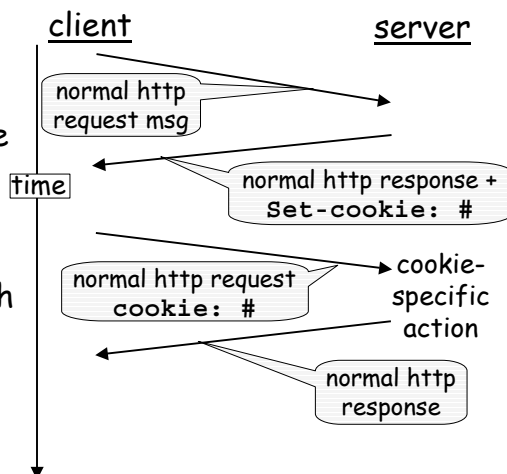 client
server
normal http
request msg
e
time
normal http response +
Set-cookie: #
normal http request
cookie: #
h
cookie-
specific
action
normal http
response